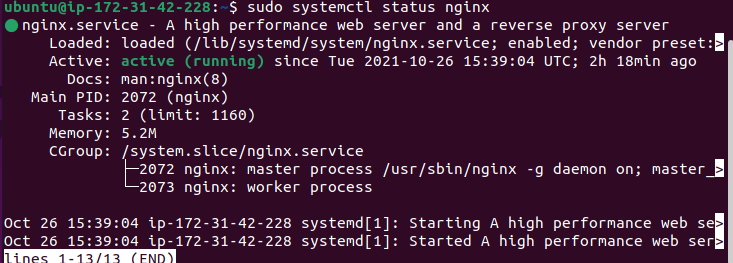 ubuntu@ip-172-31-42-228:~$ sudo systemctl status nginx
● nginx.service - A high performance web server and a reverse proxy server
     Loaded: loaded (/lib/systemd/system/nginx.service; enabled; vendor preset:>
     Active: active (running) since Tue 2021-10-26 15:39:04 UTC; 2h 18min ago
       Docs: man:nginx(8)
   Main PID: 2072 (nginx)
      Tasks: 2 (limit: 1160)
     Memory: 5.2M
     CGroup: /system.slice/nginx.service
             ├─2072 nginx: master process /usr/sbin/nginx -g daemon on; master_>
             └─2073 nginx: worker process
Oct 26 15:39:04 ip-172-31-42-228 systemd[1]: Starting A high performance web se>
Oct 26 15:39:04 ip-172-31-42-228 systemd[1]: Started A high performance web ser>
lines 1-13/13 (END)